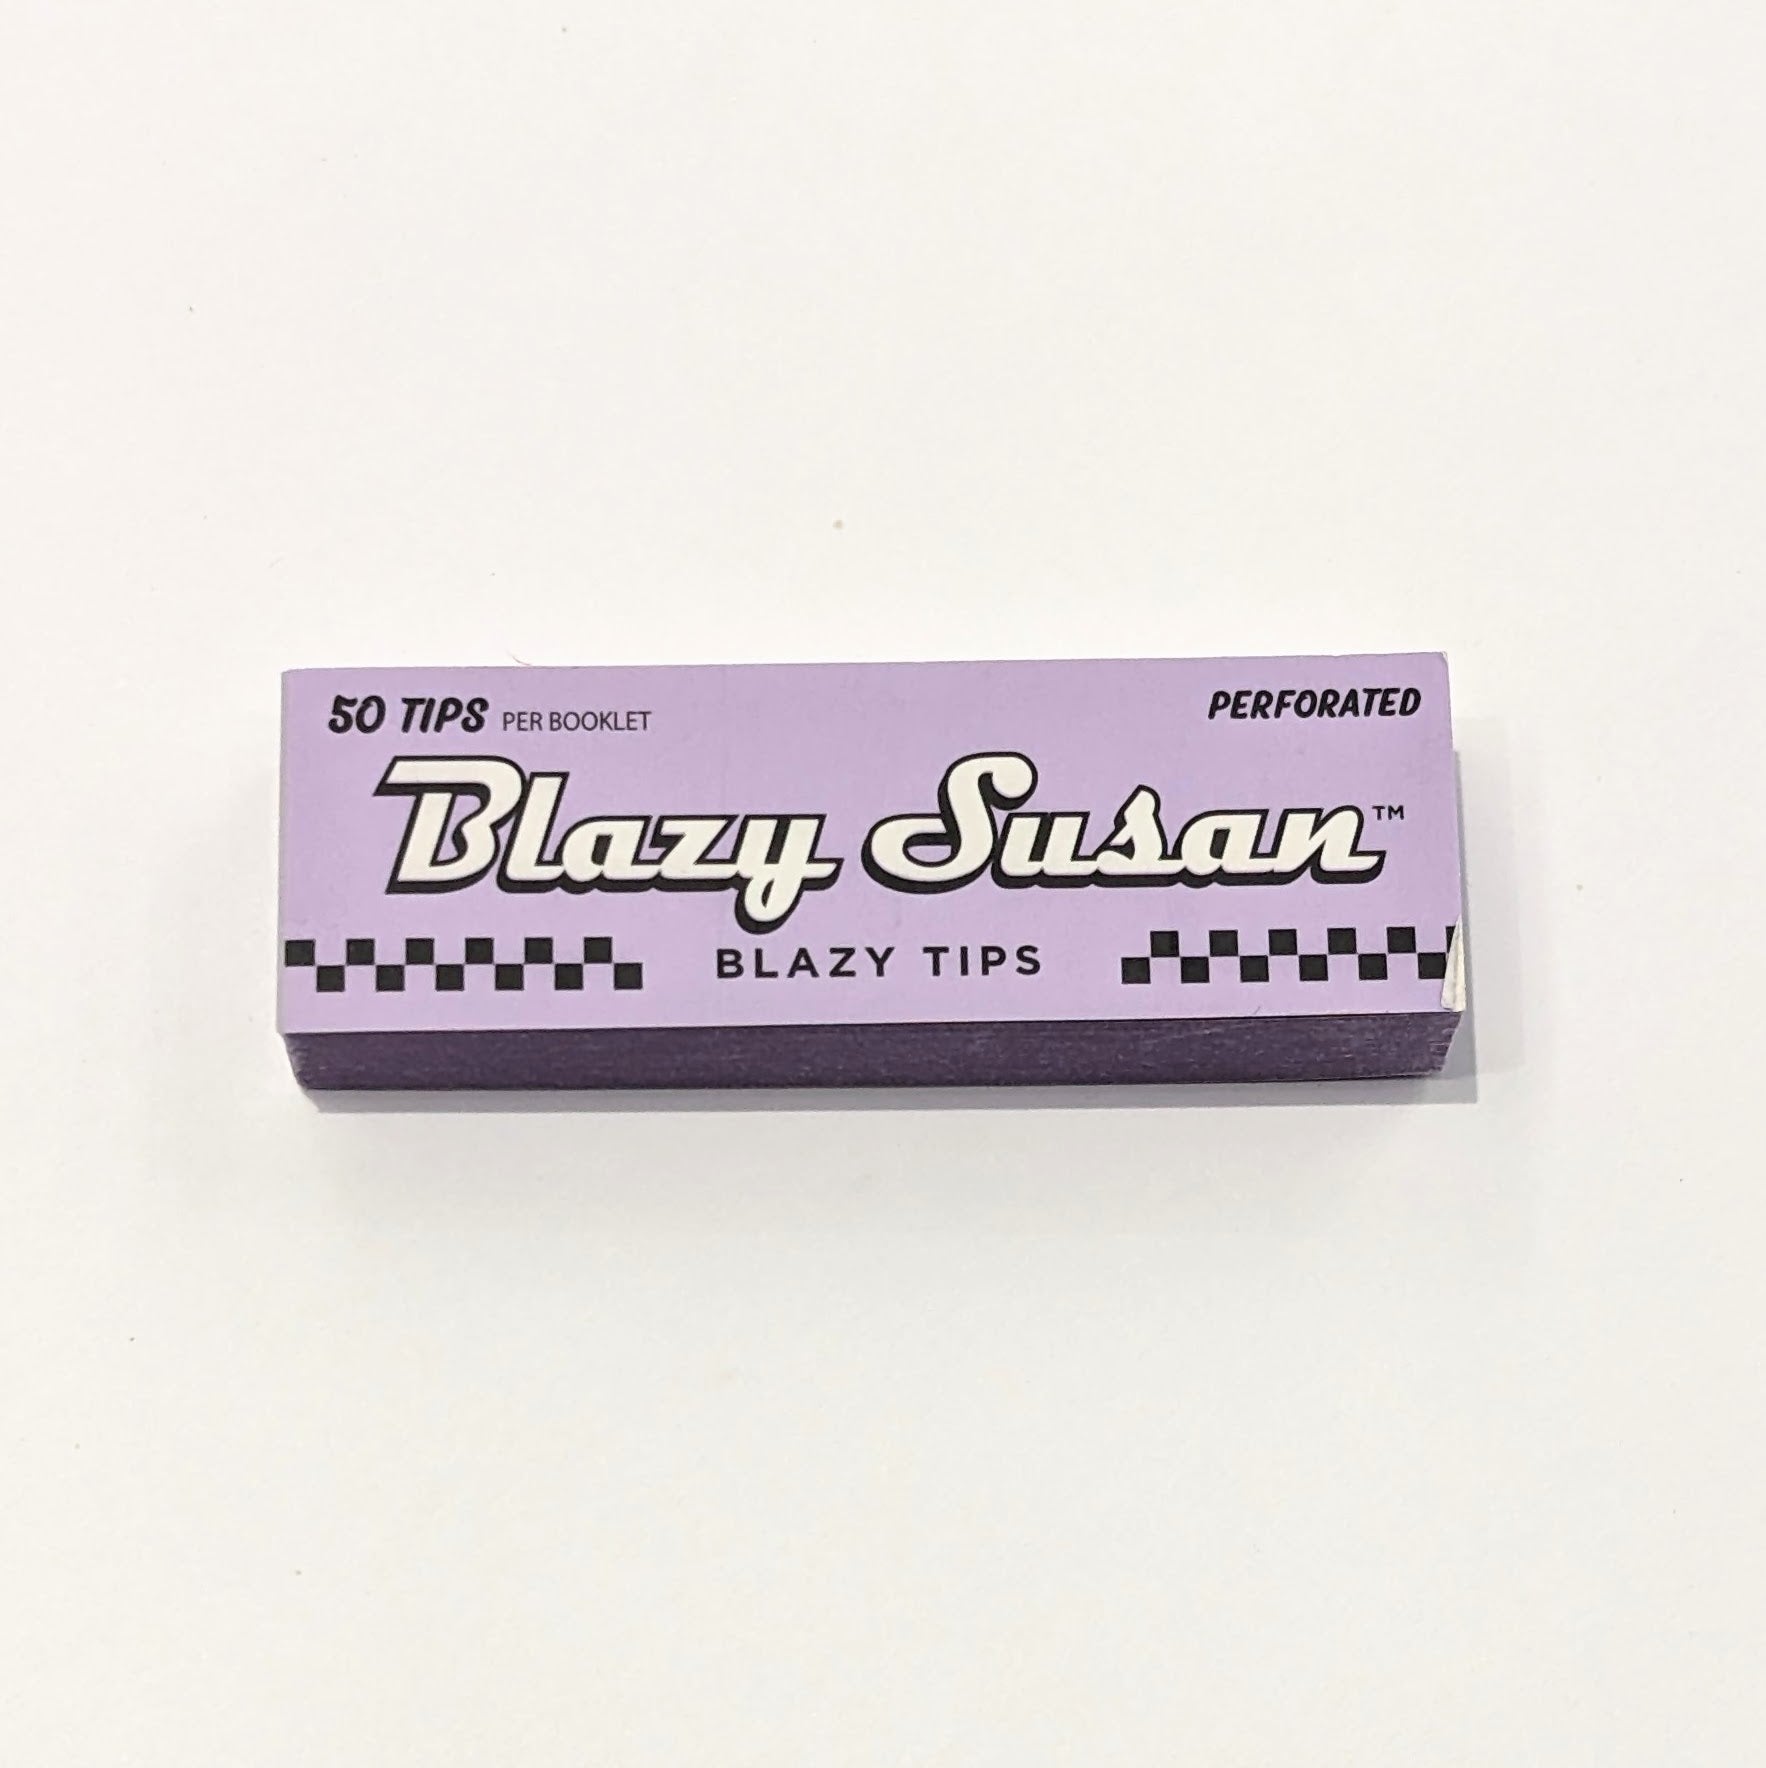 50 TIPS PER BOOKLET
PERFORATED
Blazy Susan™
BLAZY TIPS